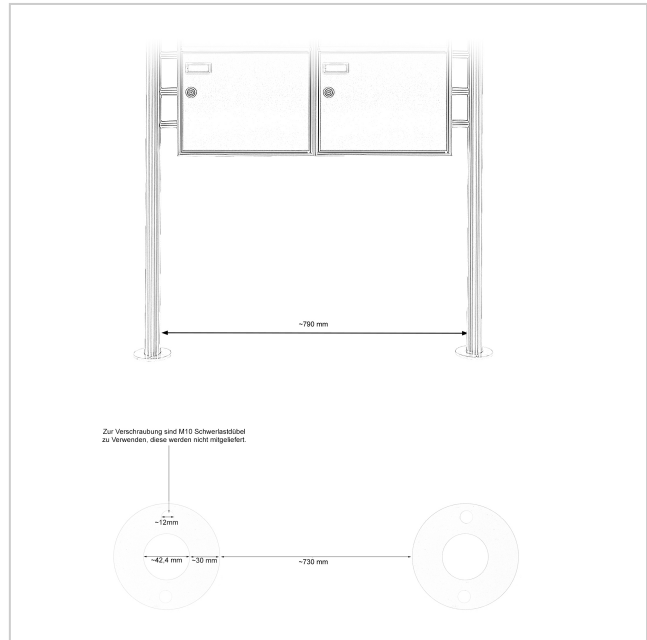 ~790 mm
Zur Verschraubung sind M10 Schwerlastdübel
zu Verwenden, diese werden nicht mitgeliefert.
~12mm
~42,4 mm
~30 mm
~730 mm